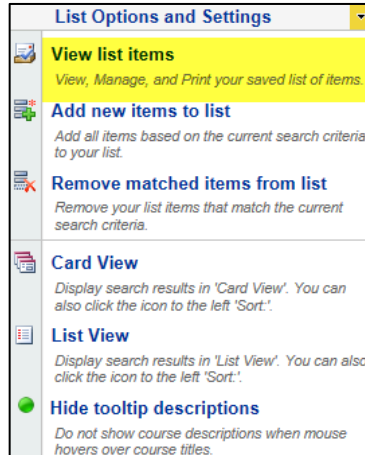 List Options and Settings
View list items
View, Manage, and Print your saved list of items.
Add new items to list
Add all items based on the current search criteria
to your list.
Remove matched items from list
Remove your list items that match the current
search criteria.
Card View
Display search results in 'Card View'. You can
also click the icon to the left 'Sort:'.
List View
Display search results in 'List View'. You can also
click the icon to the left 'Sort:'.
Hide tooltip descriptions
Do not show course descriptions when mouse
hovers over course titles.